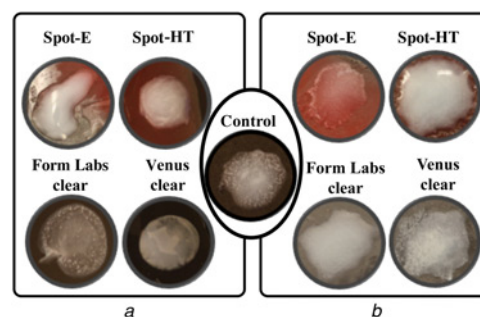 Spot-E Spot-HT
Form Labs clear Venus clear
Control
Spot-E Spot-HT
Form Labs clear Venus clear
a b